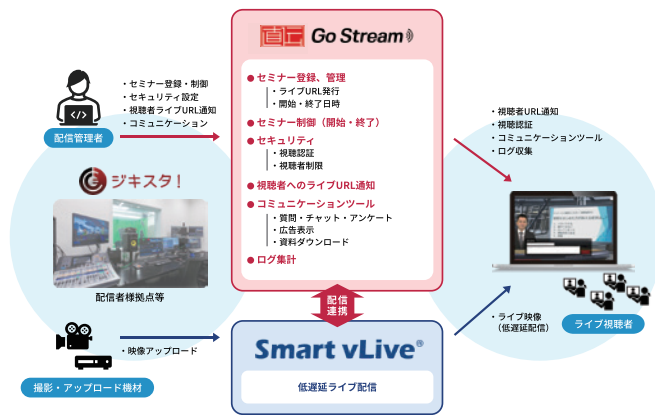 ・セミナー登録・制御
・セキュリティ設定
・視聴者ライブURL通知
・コミュニケーション
配信管理者
ジキスタ！
配信者様拠点等
・映像アップロード
撮影・アップロード機材
Go Stream
●セミナー登録、管理
・ライブURL発行
・開始・終了日時
●セミナー制御（開始・終了）
●セキュリティ
・視聴認証
・視聴者制限
●視聴者へのライブURL通知
●コミュニケーションツール
・質問・チャット・アンケート
・広告表示
・資料ダウンロード
●ログ集計
配信
連携
Smart vLive®
低遅延ライブ配信
・視聴者URL通知
・視聴認証
・コミュニケーションツール
・ログ収集
・ライブ映像
（低遅延配信）
ライブ視聴者